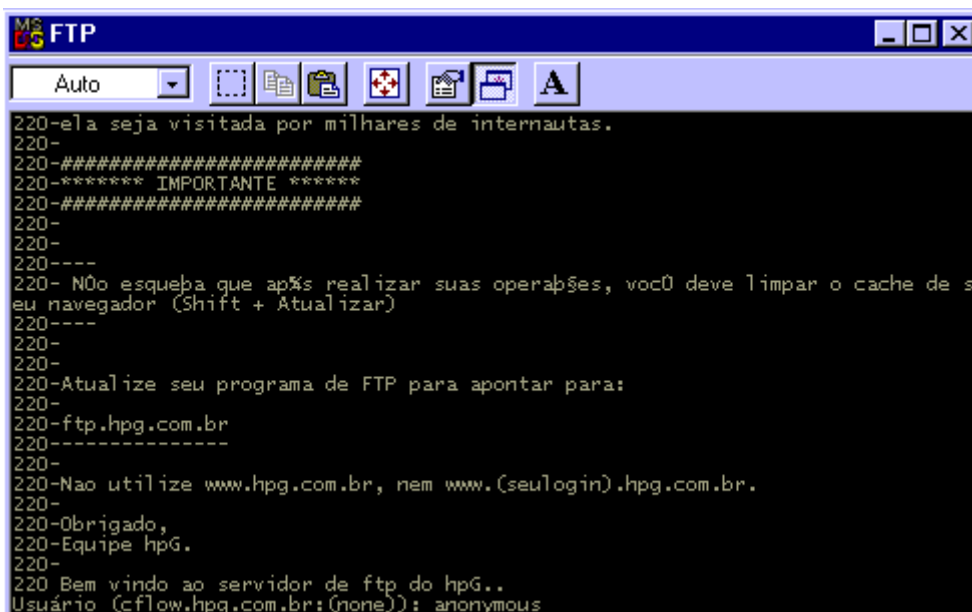 MS DOS FTP
Auto A
220-ela seja visitada por milhares de internautas.
220-
220-#########################
220-******* IMPORTANTE ******
220-#########################
220-
220-
220----
220- NÛo esqueþa que ap%s realizar suas operaþ§es, vocÛ deve limpar o cache de s
eu navegador (Shift + Atualizar)
220----
220-
220-
220-Atualize seu programa de FTP para apontar para:
220-
220-ftp.hpg.com.br
220---------------
220-
220-Nao utilize www.hpg.com.br, nem www.(seulogin).hpg.com.br.
220-
220-Obrigado,
220-Equipe hpG.
220-
220 Bem vindo ao servidor de ftp do hpG..
Usuário (cflow.hpg.com.br:(none)): anonymous